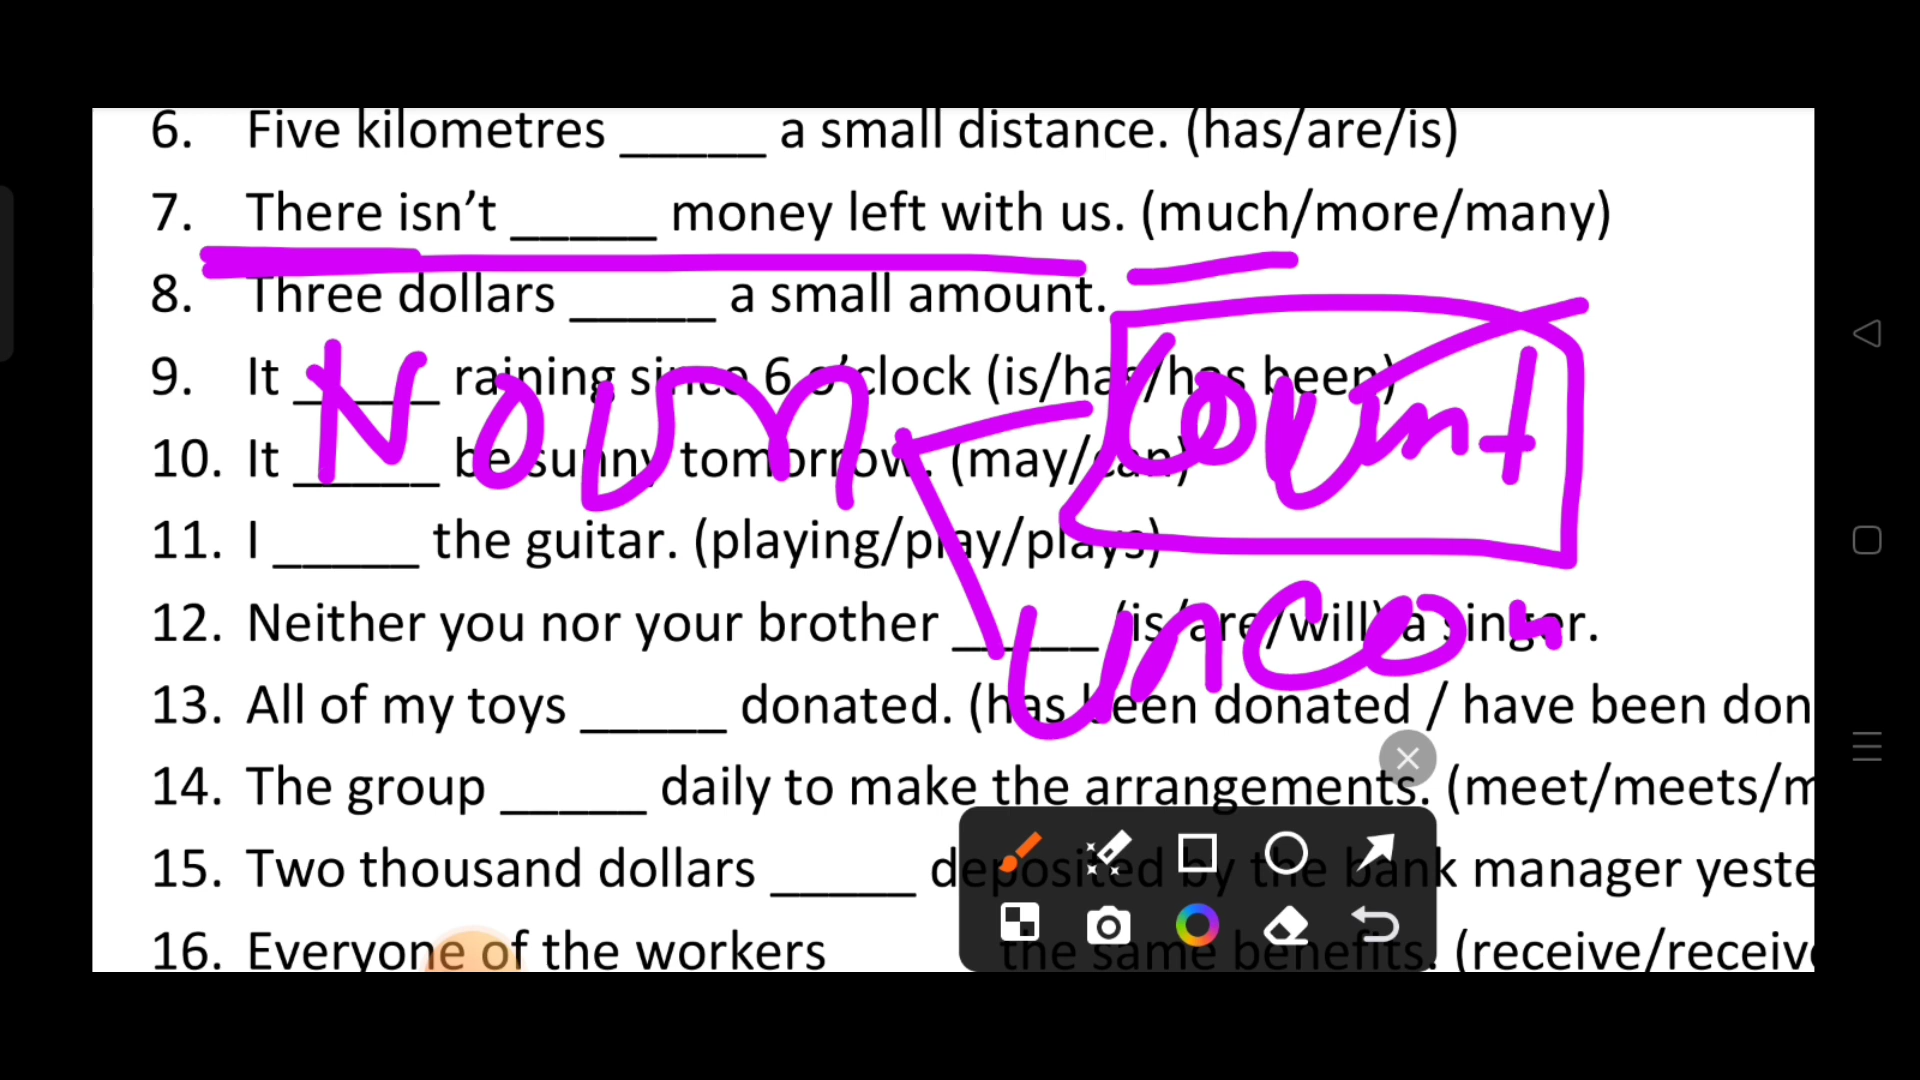 6. Five kilometres _____ a small distance. (has/are/is)
7. There isn't _____ money left with us. (much/more/many)
8. Three dollars _____ a small amount.
9. It _____ raining since 6 o'clock (is/has/has been)
Noun Count
10. It _____ be sunny tomorrow. (may/can)
11. I _____ the guitar. (playing/play/plays)
12. Neither you nor your brother _____ (is/are/will) a singer.
Uncon
13. All of my toys _____ donated. (has been donated / have been don
14. The group _____ daily to make the arrangements. (meet/meets/m
15. Two thousand dollars _____ deposited by the bank manager yeste
16. Everyone of the workers the same benefits. (receive/receive